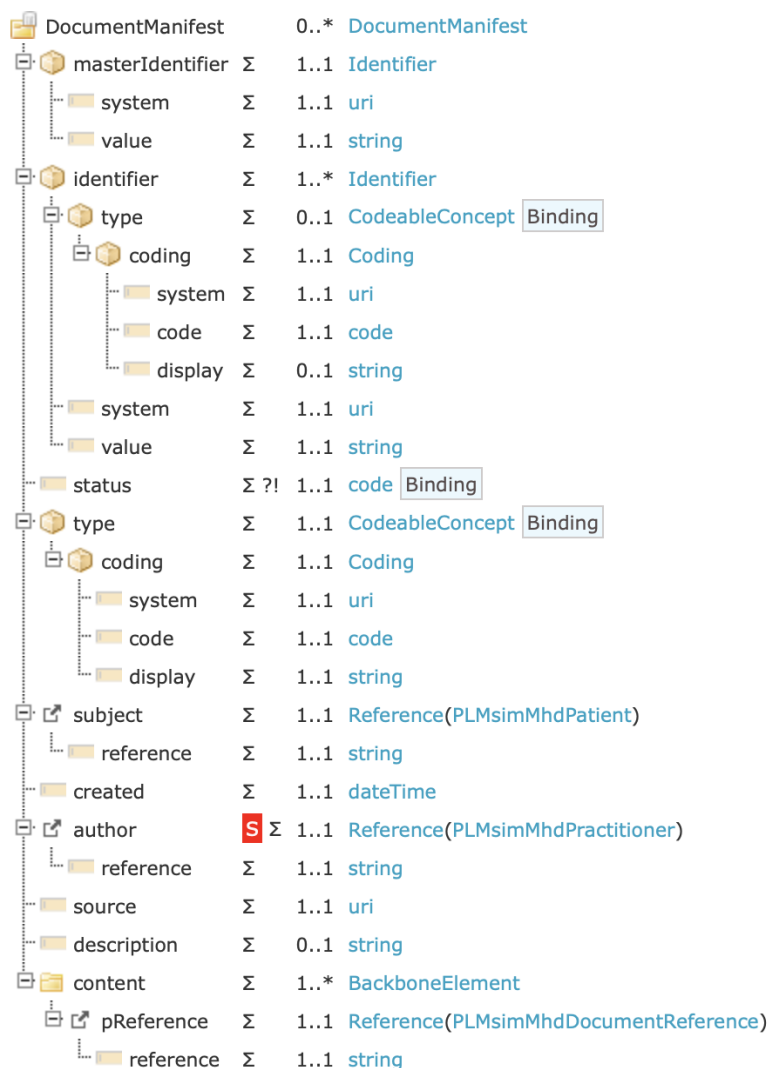 DocumentManifest 0..* DocumentManifest
masterIdentifier Σ 1..1 Identifier
system Σ 1..1 uri
value Σ 1..1 string
identifier Σ 1..* Identifier
type Σ 0..1 CodeableConcept Binding
coding Σ 1..1 Coding
system Σ 1..1 uri
code Σ 1..1 code
display Σ 0..1 string
system Σ 1..1 uri
value Σ 1..1 string
status Σ ?! 1..1 code Binding
type Σ 1..1 CodeableConcept Binding
coding Σ 1..1 Coding
system Σ 1..1 uri
code Σ 1..1 code
display Σ 1..1 string
subject Σ 1..1 Reference(PLMsimMhdPatient)
reference Σ 1..1 string
created Σ 1..1 dateTime
author S Σ 1..1 Reference(PLMsimMhdPractitioner)
reference Σ 1..1 string
source Σ 1..1 uri
description Σ 0..1 string
content Σ 1..* BackboneElement
pReference Σ 1..1 Reference(PLMsimMhdDocumentReference)
reference Σ 1..1 string